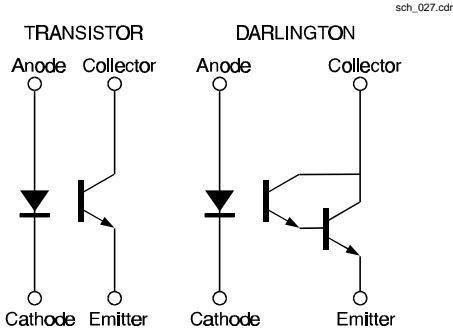 sch_027.cdr
TRANSISTOR DARLINGTON
Anode Collector Anode Collector
Cathode Emitter Cathode Emitter